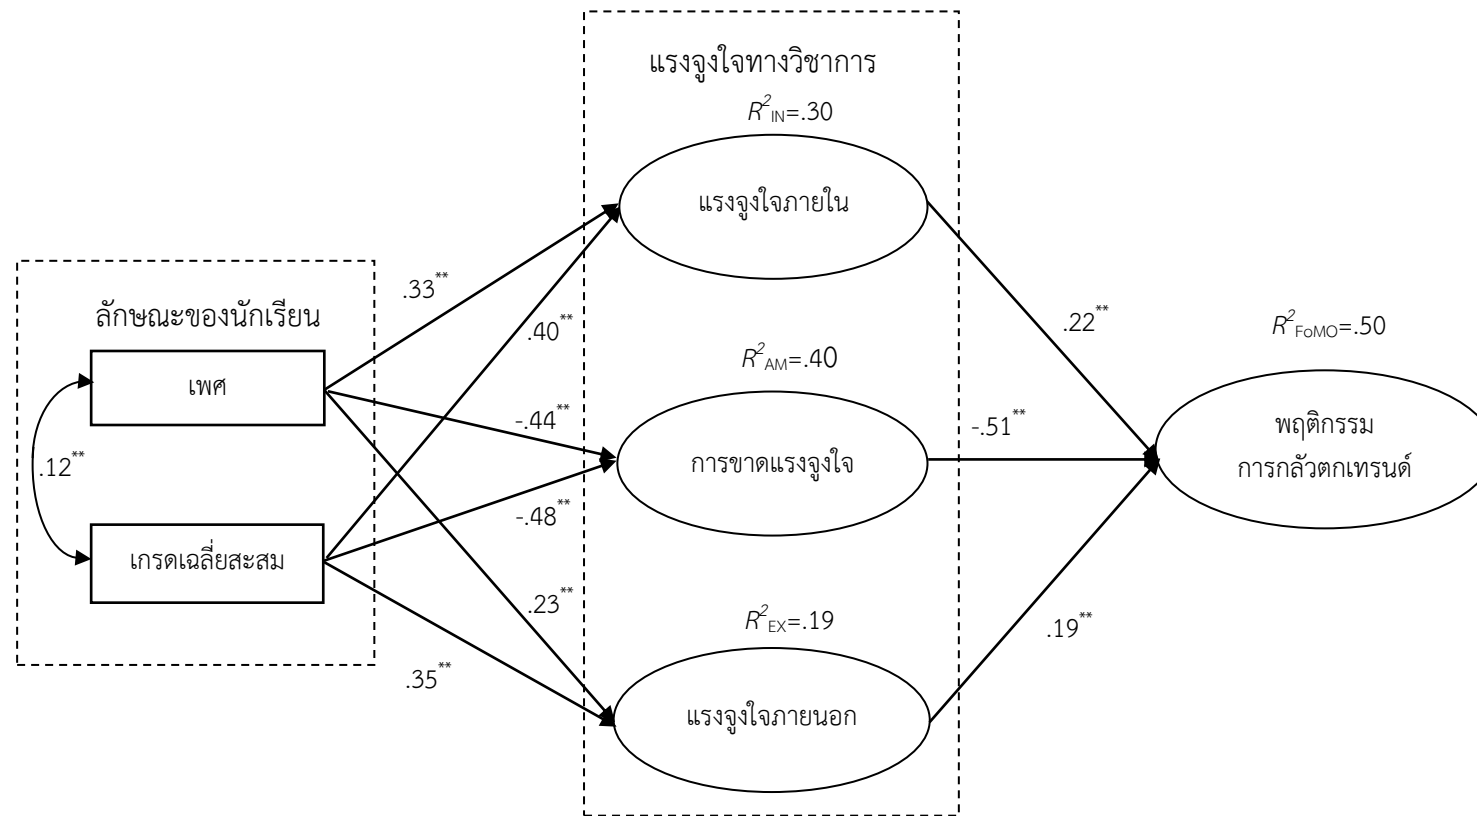 แรงจูงใจทางวิชาการ
R²IN=.30
แรงจูงใจภายใน
.33**
.22**
ลักษณะของนักเรียน
.40**
R²FoMO=.50
R²AM=.40
เพศ
-.44**
-.51**
พฤติกรรม
การกลัวตกเทรนด์
.12**
การขาดแรงจูงใจ
-.48**
เกรดเฉลี่ยสะสม
.23**
R²EX=.19
.19**
.35**
แรงจูงใจภายนอก